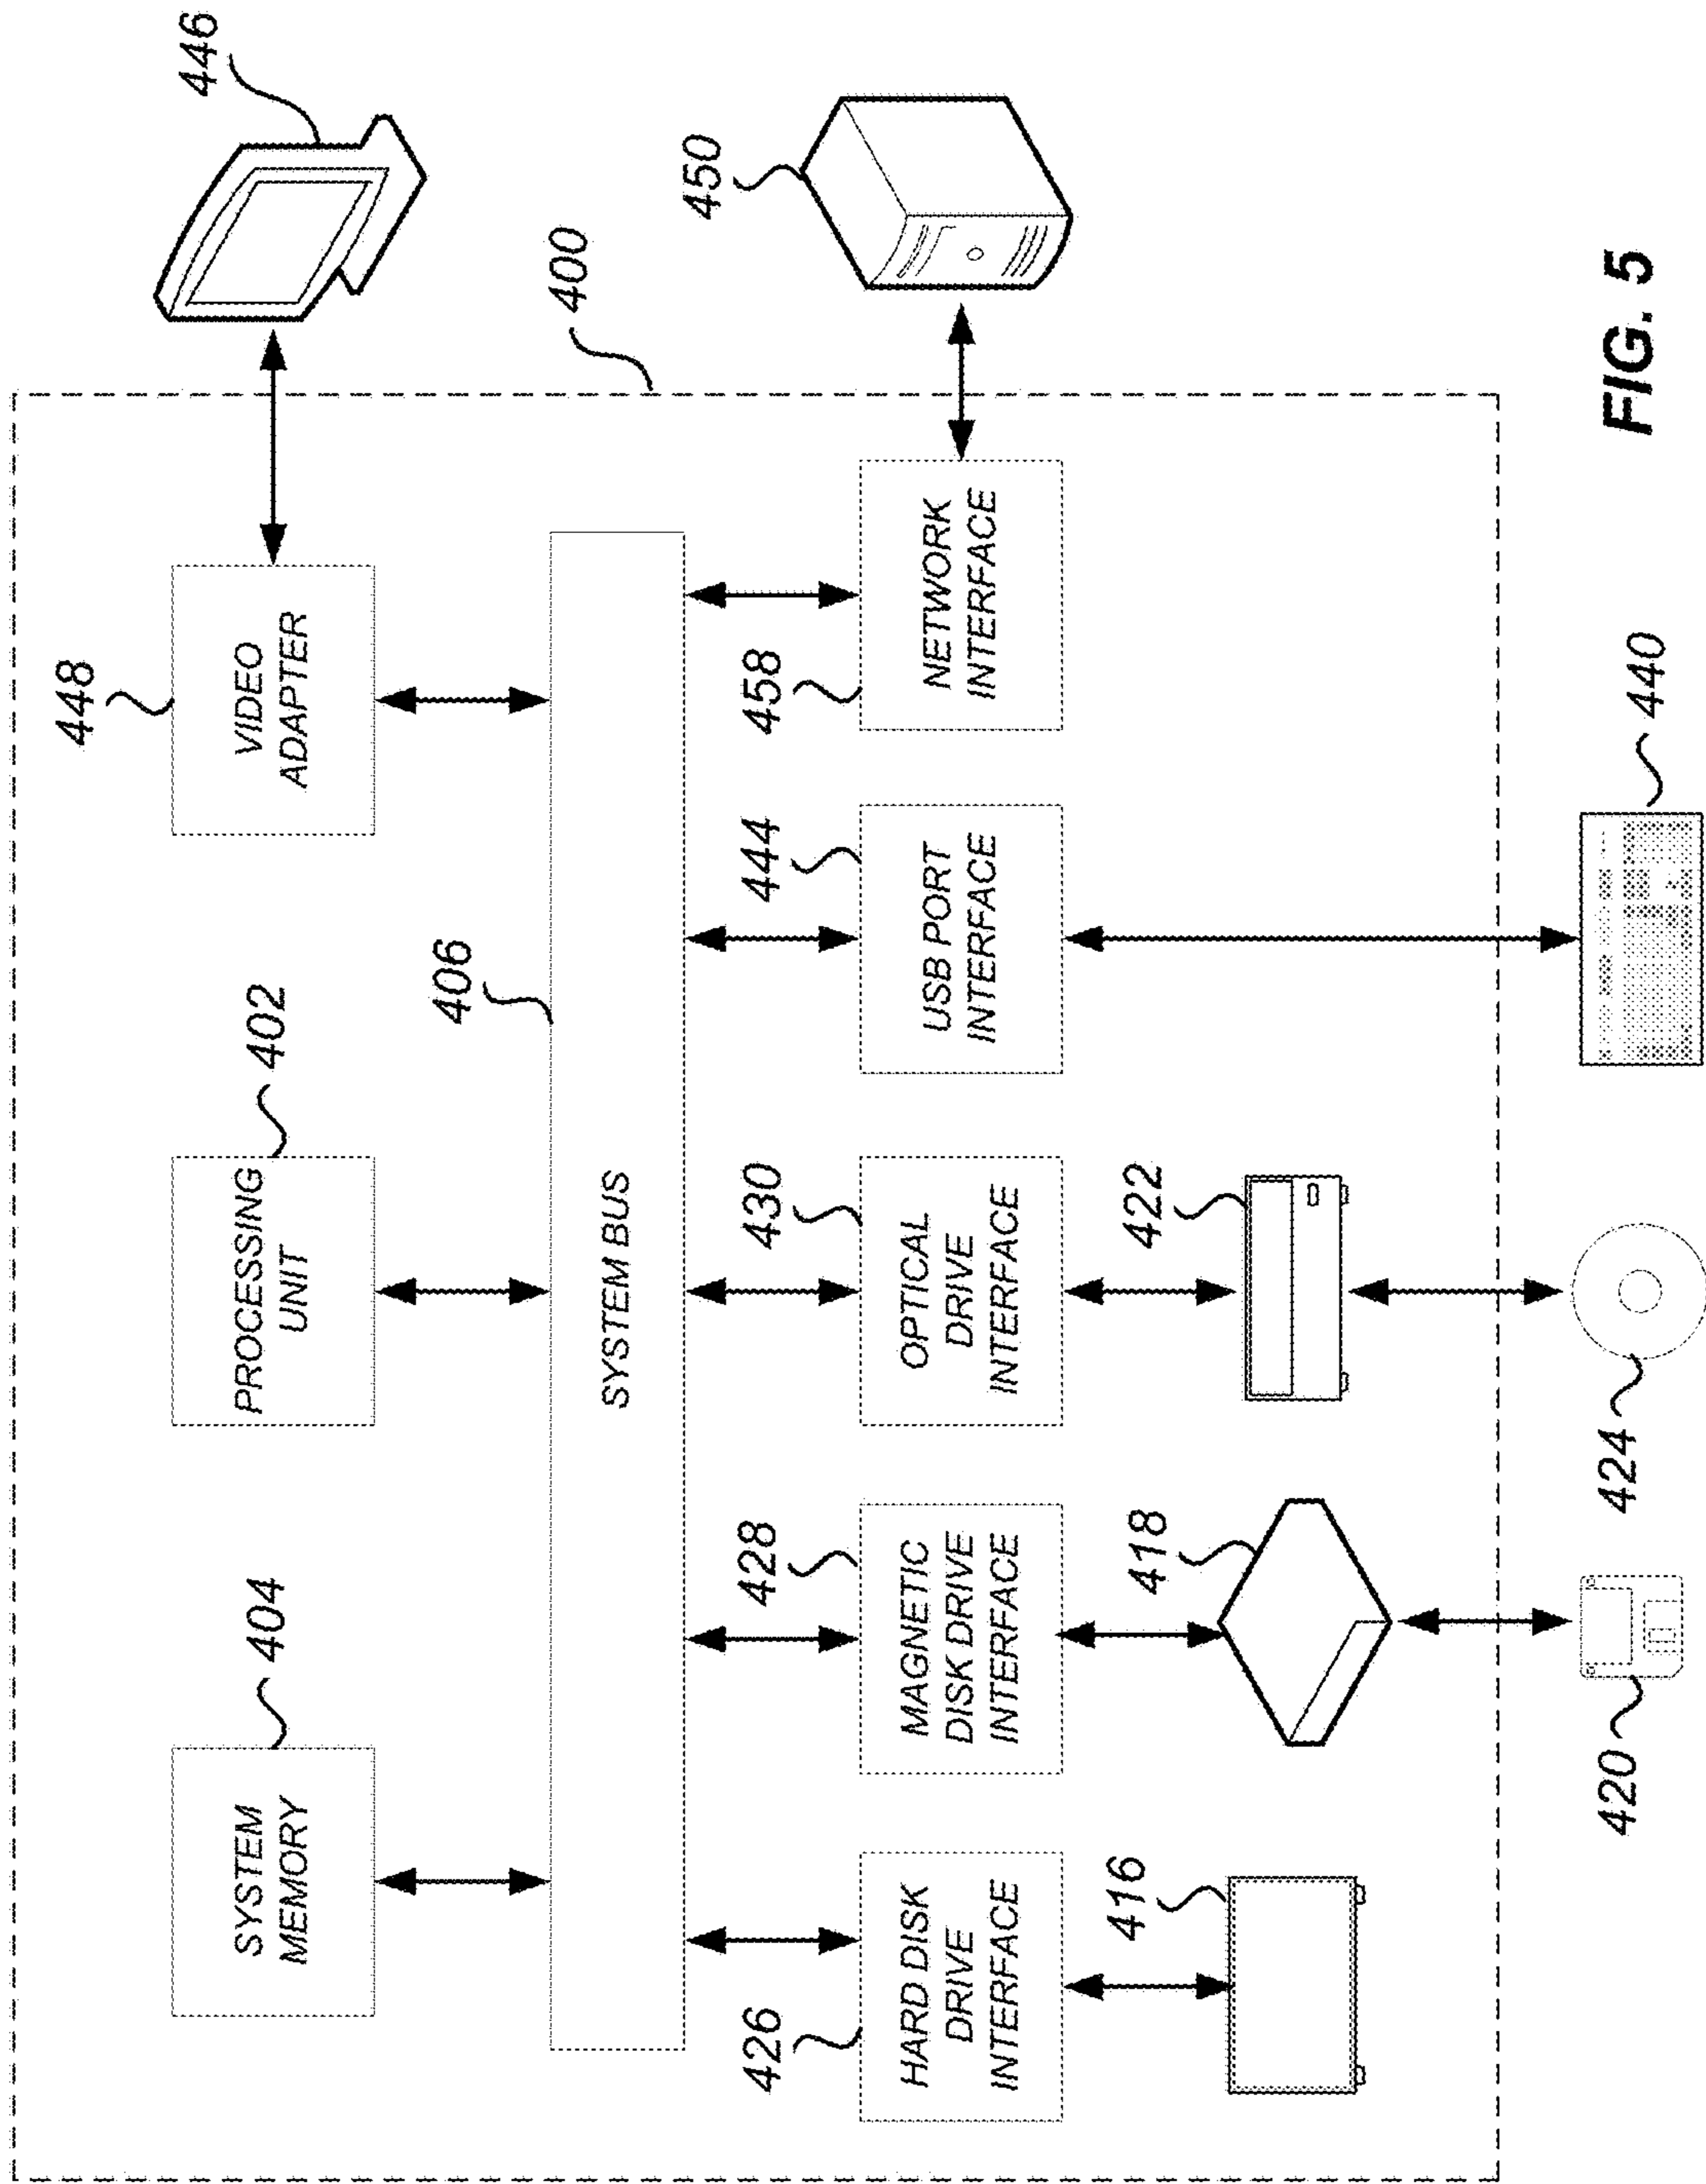 446
448
VIDEO
ADAPTER
402
PROCESSING
UNIT
404
SYSTEM
MEMORY
400
406
SYSTEM BUS
450
426
HARD DISK
DRIVE
INTERFACE
428
MAGNETIC
DISK DRIVE
INTERFACE
430
OPTICAL
DRIVE
INTERFACE
444
USB PORT
INTERFACE
458
NETWORK
INTERFACE
416
418
422
420
424
440
FIG. 5